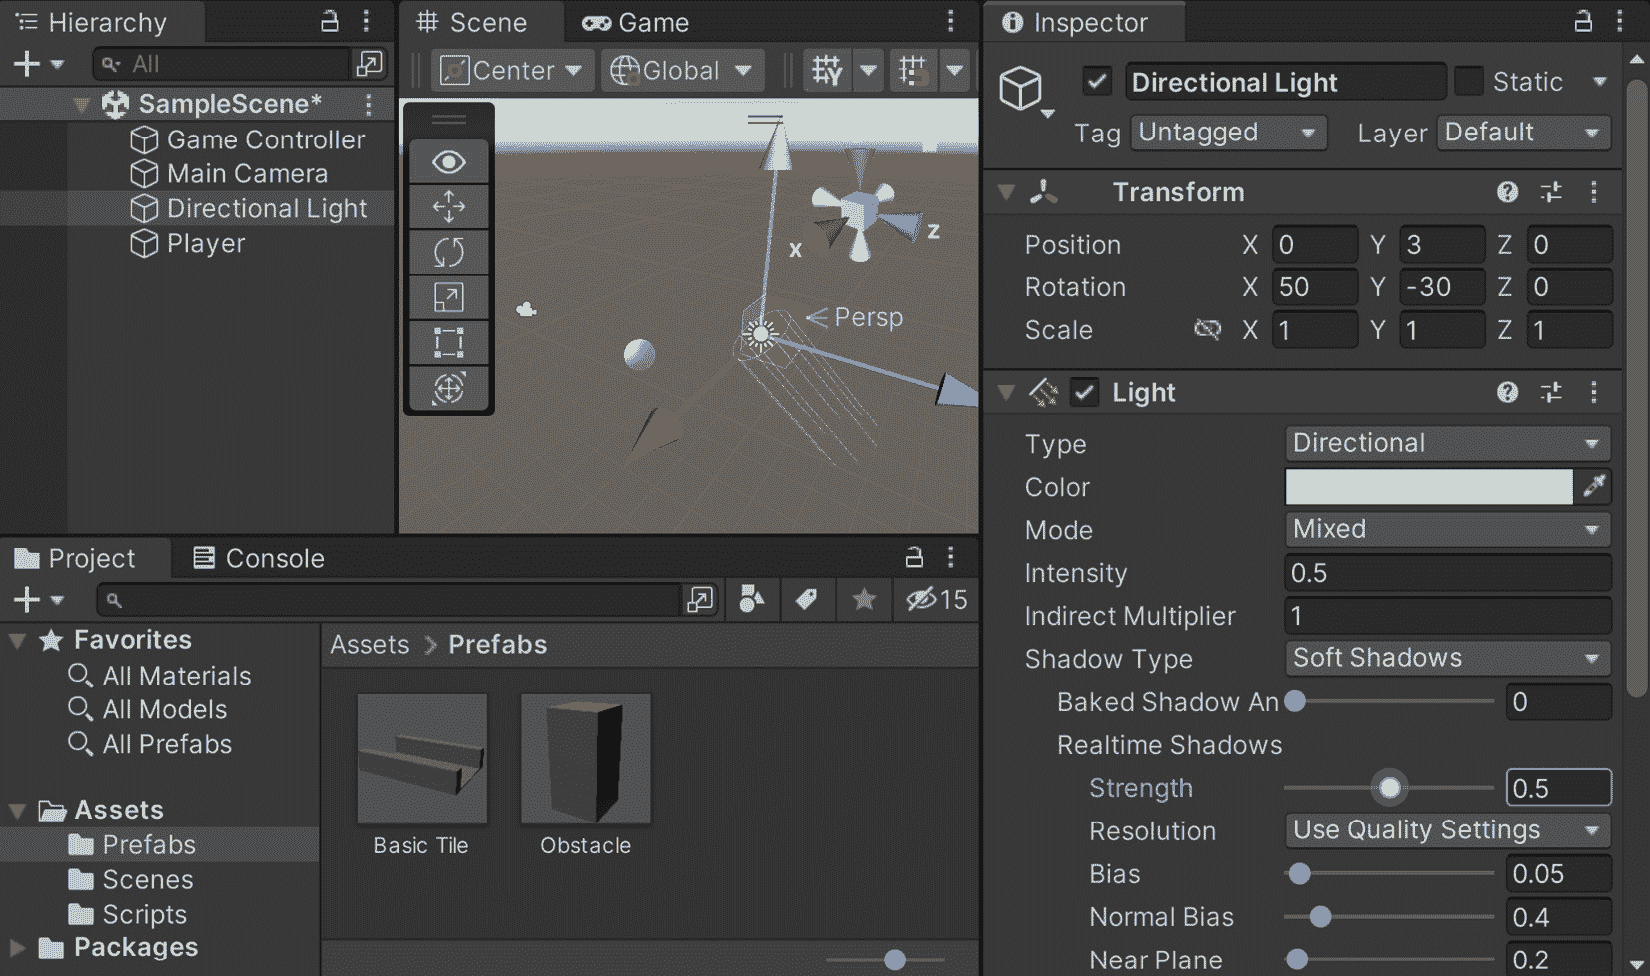 Hierarchy
All
SampleScene*
Game Controller
Main Camera
Directional Light
Player
Scene
Game
Center
Global
x
z
Persp
Project
Console
15
Favorites
All Materials
All Models
All Prefabs
Assets
Prefabs
Scenes
Scripts
Packages
Assets > Prefabs
Basic Tile
Obstacle
Inspector
Directional Light
Static
Tag Untagged
Layer Default
Transform
Position X 0 Y 3 Z 0
Rotation X 50 Y -30 Z 0
Scale X 1 Y 1 Z 1
Light
Type Directional
Color
Mode Mixed
Intensity 0.5
Indirect Multiplier 1
Shadow Type Soft Shadows
Baked Shadow An 0
Realtime Shadows
Strength 0.5
Resolution Use Quality Settings
Bias 0.05
Normal Bias 0.4
Near Plane 0.2